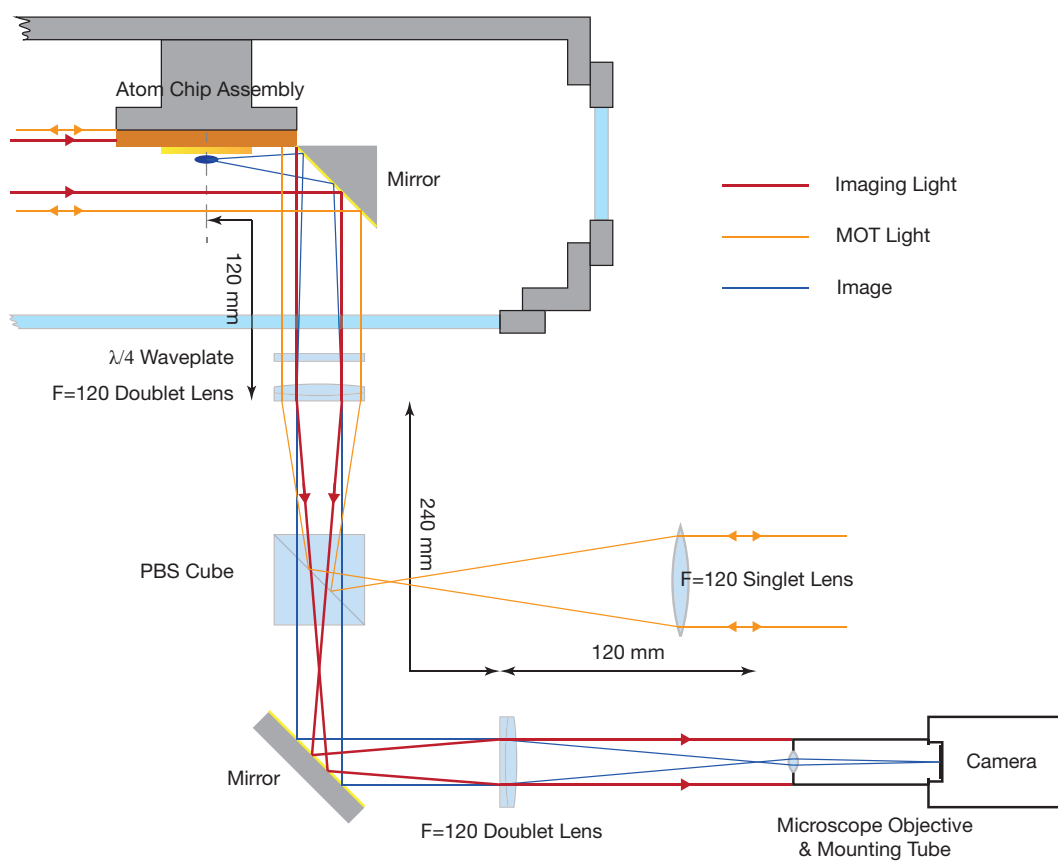 Atom Chip Assembly
Mirror
Imaging Light
MOT Light
Image
120 mm
λ/4 Waveplate
F=120 Doublet Lens
240 mm
PBS Cube
F=120 Singlet Lens
120 mm
Mirror
Camera
F=120 Doublet Lens
Microscope Objective
& Mounting Tube